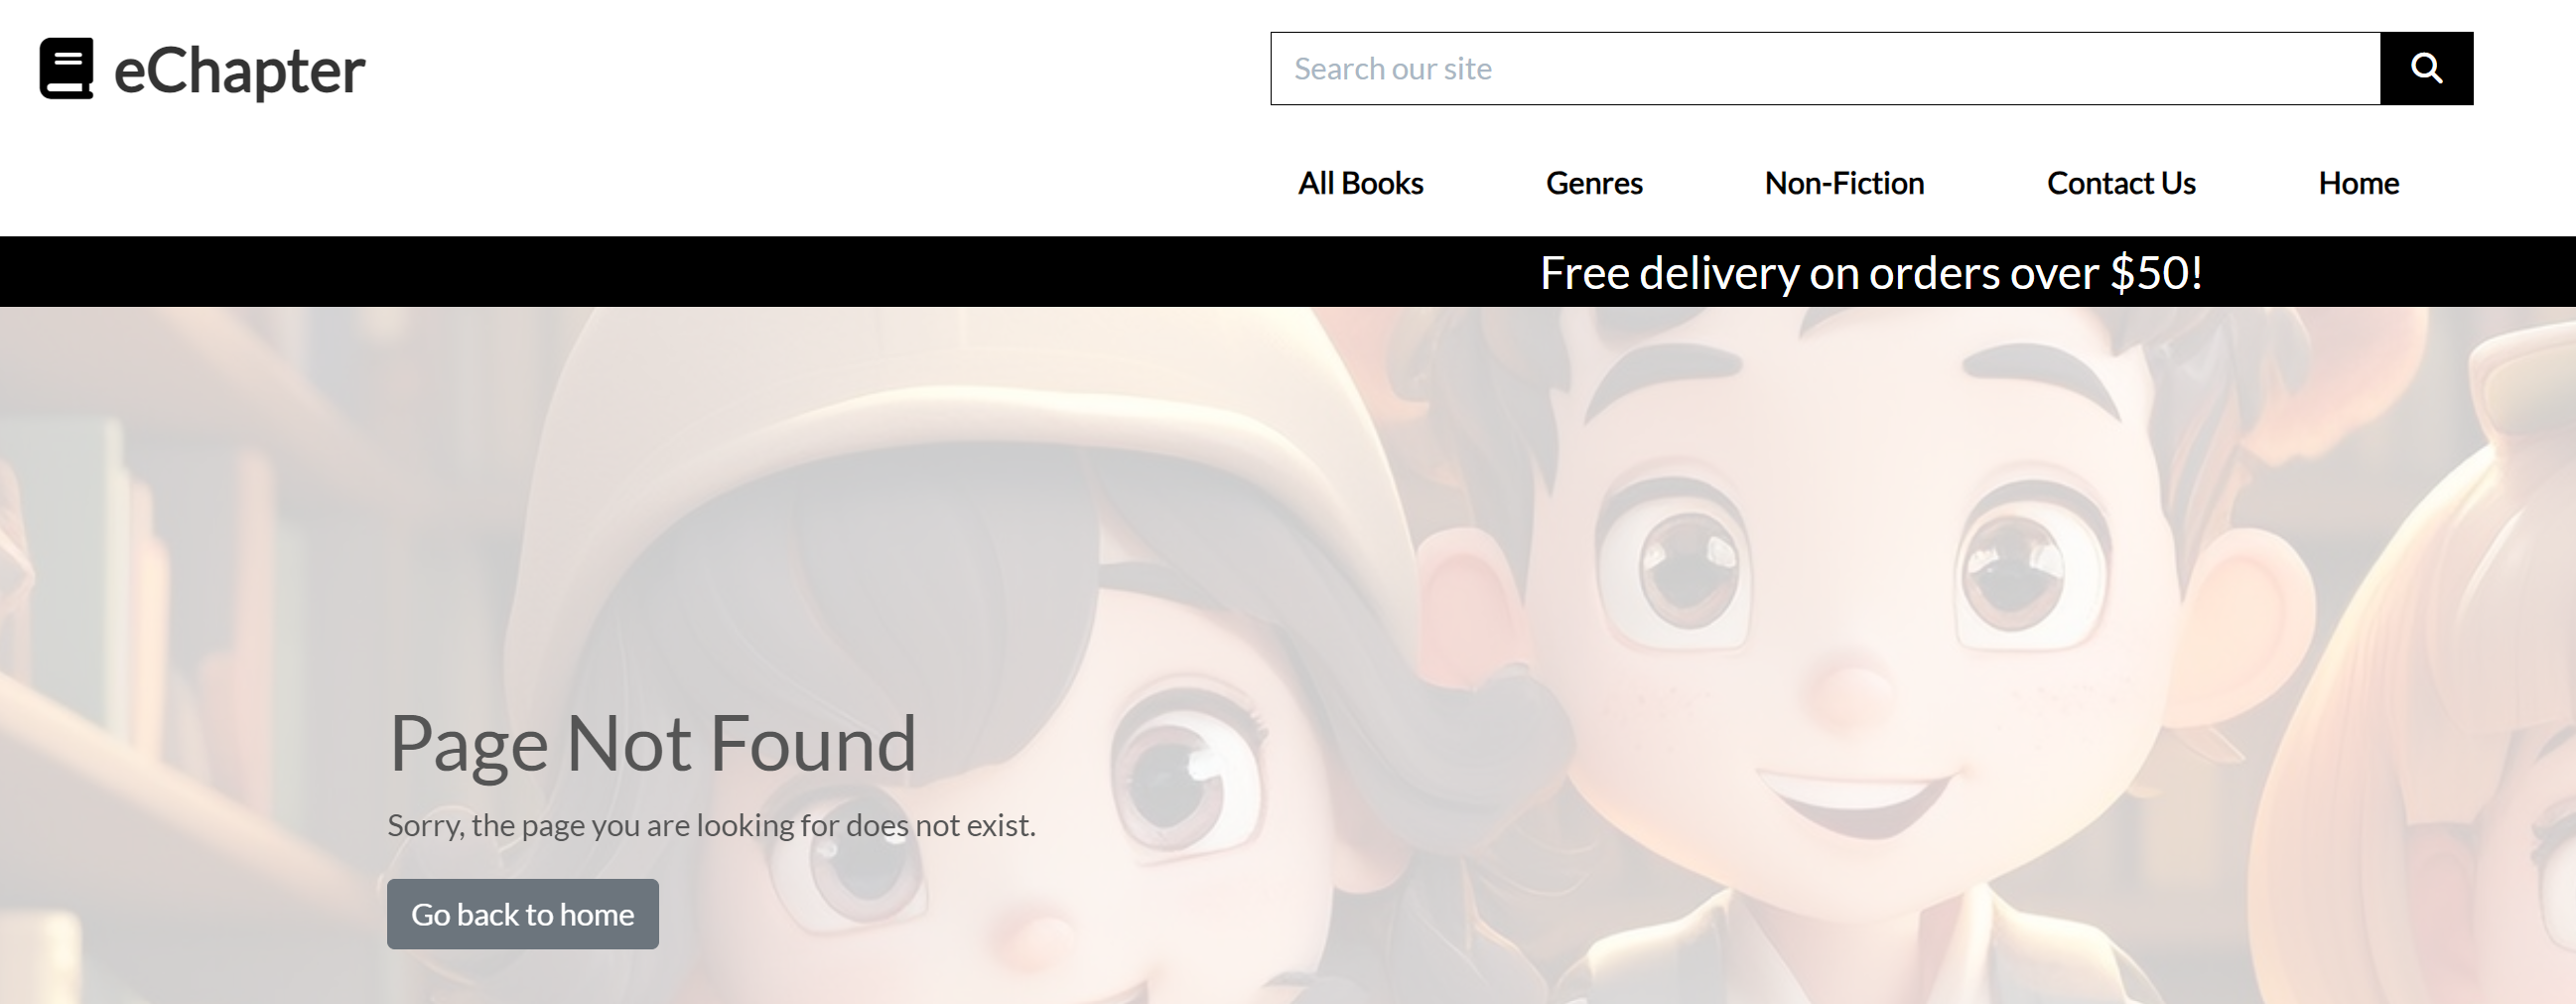 eChapter
Search our site
All Books Genres Non-Fiction Contact Us Home
Free delivery on orders over $50!
Page Not Found
Sorry, the page you are looking for does not exist.
Go back to home